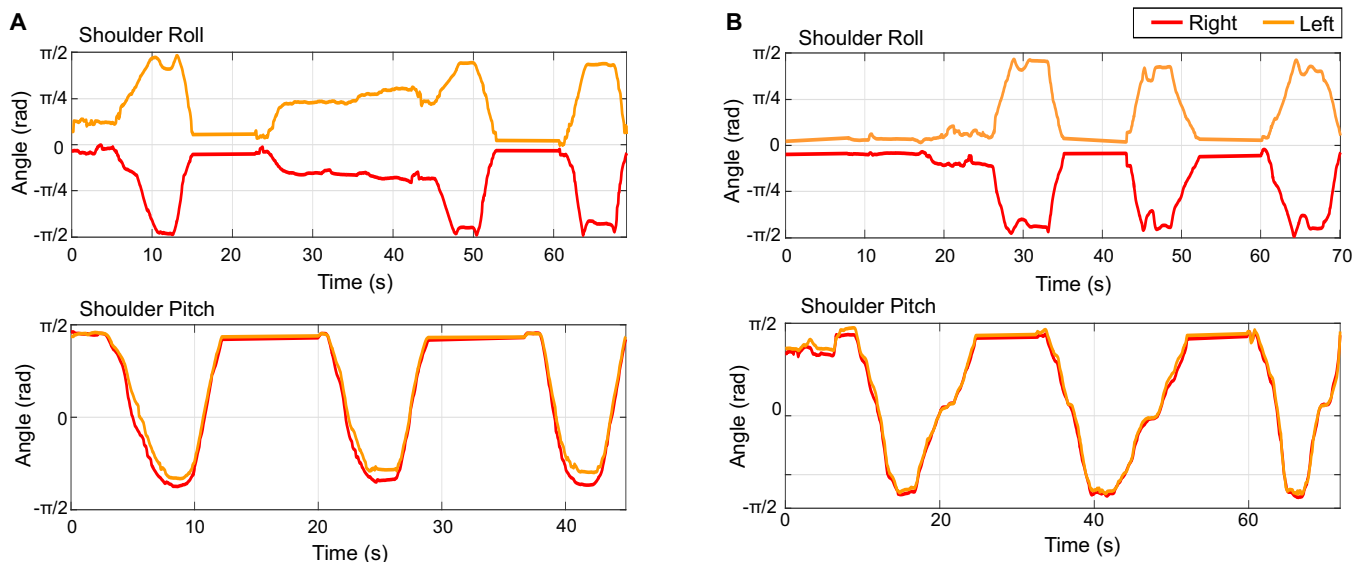 A
Shoulder Roll
π/2
π/4
0
-π/4
-π/2
Angle (rad)
0 10 20 30 40 50 60
Time (s)
Shoulder Pitch
π/2
0
-π/2
Angle (rad)
0 10 20 30 40
Time (s)
B
Right Left
Shoulder Roll
π/2
π/4
0
-π/4
-π/2
Angle (rad)
0 10 20 30 40 50 60 70
Time (s)
Shoulder Pitch
π/2
0
-π/2
Angle (rad)
0 20 40 60
Time (s)